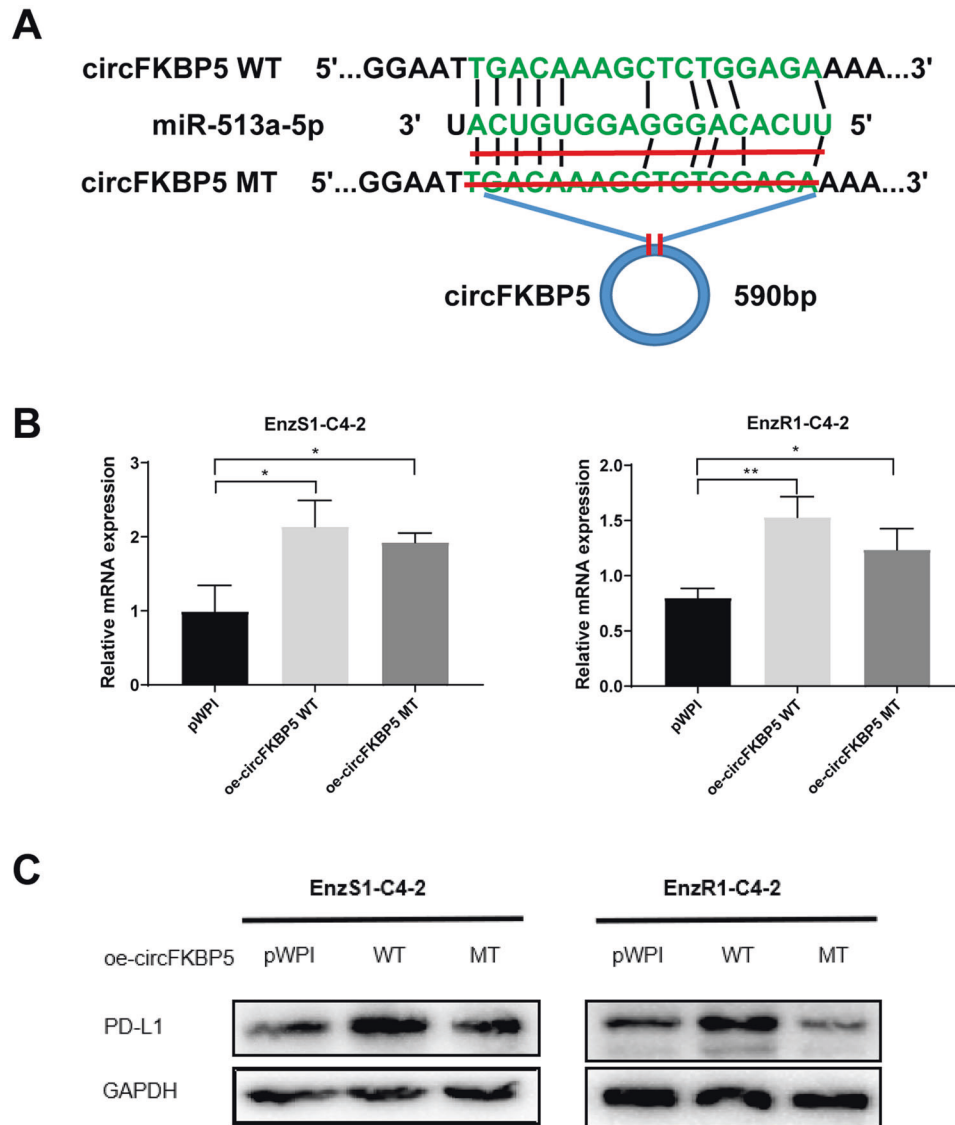 A
circFKBP5 WT 5'...GGAATTGACAAAGCTCTGGAGAAAA...3'
miR-513a-5p 3' UACUGUGGAGGGACACUU 5'
circFKBP5 MT 5'...GGAATTGACAAAGCTCTGGAGAAAA...3'
circFKBP5 590bp
B
EnzS1-C4-2
Relative mRNA expression
3
2
1
0
*
*
pWPI
oe-circFKBP5 WT
oe-circFKBP5 MT
EnzR1-C4-2
Relative mRNA expression
2.0
1.5
1.0
0.5
0.0
*
**
pWPI
oe-circFKBP5 WT
oe-circFKBP5 MT
C
EnzS1-C4-2 EnzR1-C4-2
oe-circFKBP5 pWPI WT MT pWPI WT MT
PD-L1
GAPDH